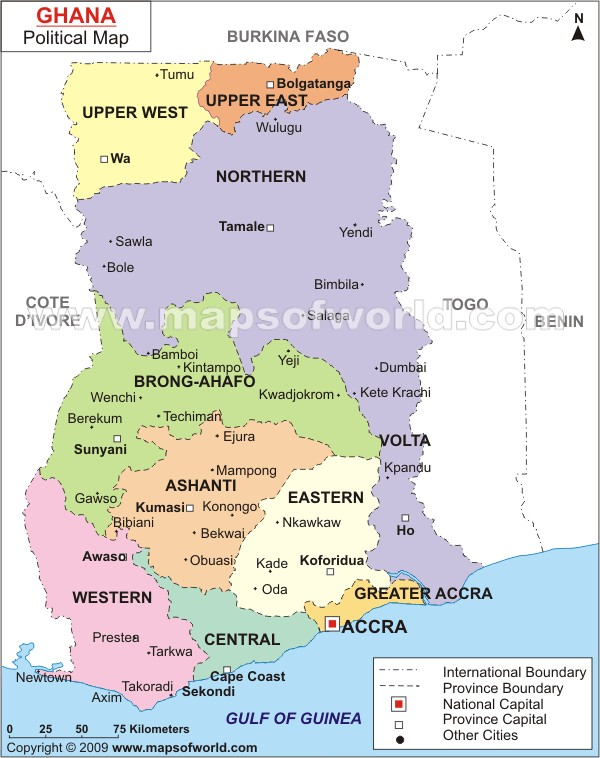 GHANA
Political Map
BURKINA FASO
N
Tumu
Bolgatanga
UPPER EAST
UPPER WEST
Wulugu
Wa
NORTHERN
Tamale
Yendi
Sawla
Bole
Bimbila
COTE
D'IVORE
TOGO
www.mapsofworld.com
Salaga
BENIN
Bamboi
Yeji
Kintampo
Dumbai
BRONG-AHAFO
Wenchi
Kwadjokrom
Kete Krachi
Techiman
Berekum
Ejura
VOLTA
Sunyani
Mampong
Kpandu
ASHANTI
EASTERN
Gawso
Kumasi
Konongo
Bibiani
Nkawkaw
Bekwai
Ho
Awaso
Obuasi
Kade
Koforidua
Oda
GREATER ACCRA
WESTERN
ACCRA
Prestea
CENTRAL
Tarkwa
Newtown
Cape Coast
Takoradi
Sekondi
Axim
GULF OF GUINEA
International Boundary
Province Boundary
National Capital
Province Capital
Other Cities
0 25 50 75 Kilometers
Copyright © 2009 www.mapsofworld.com